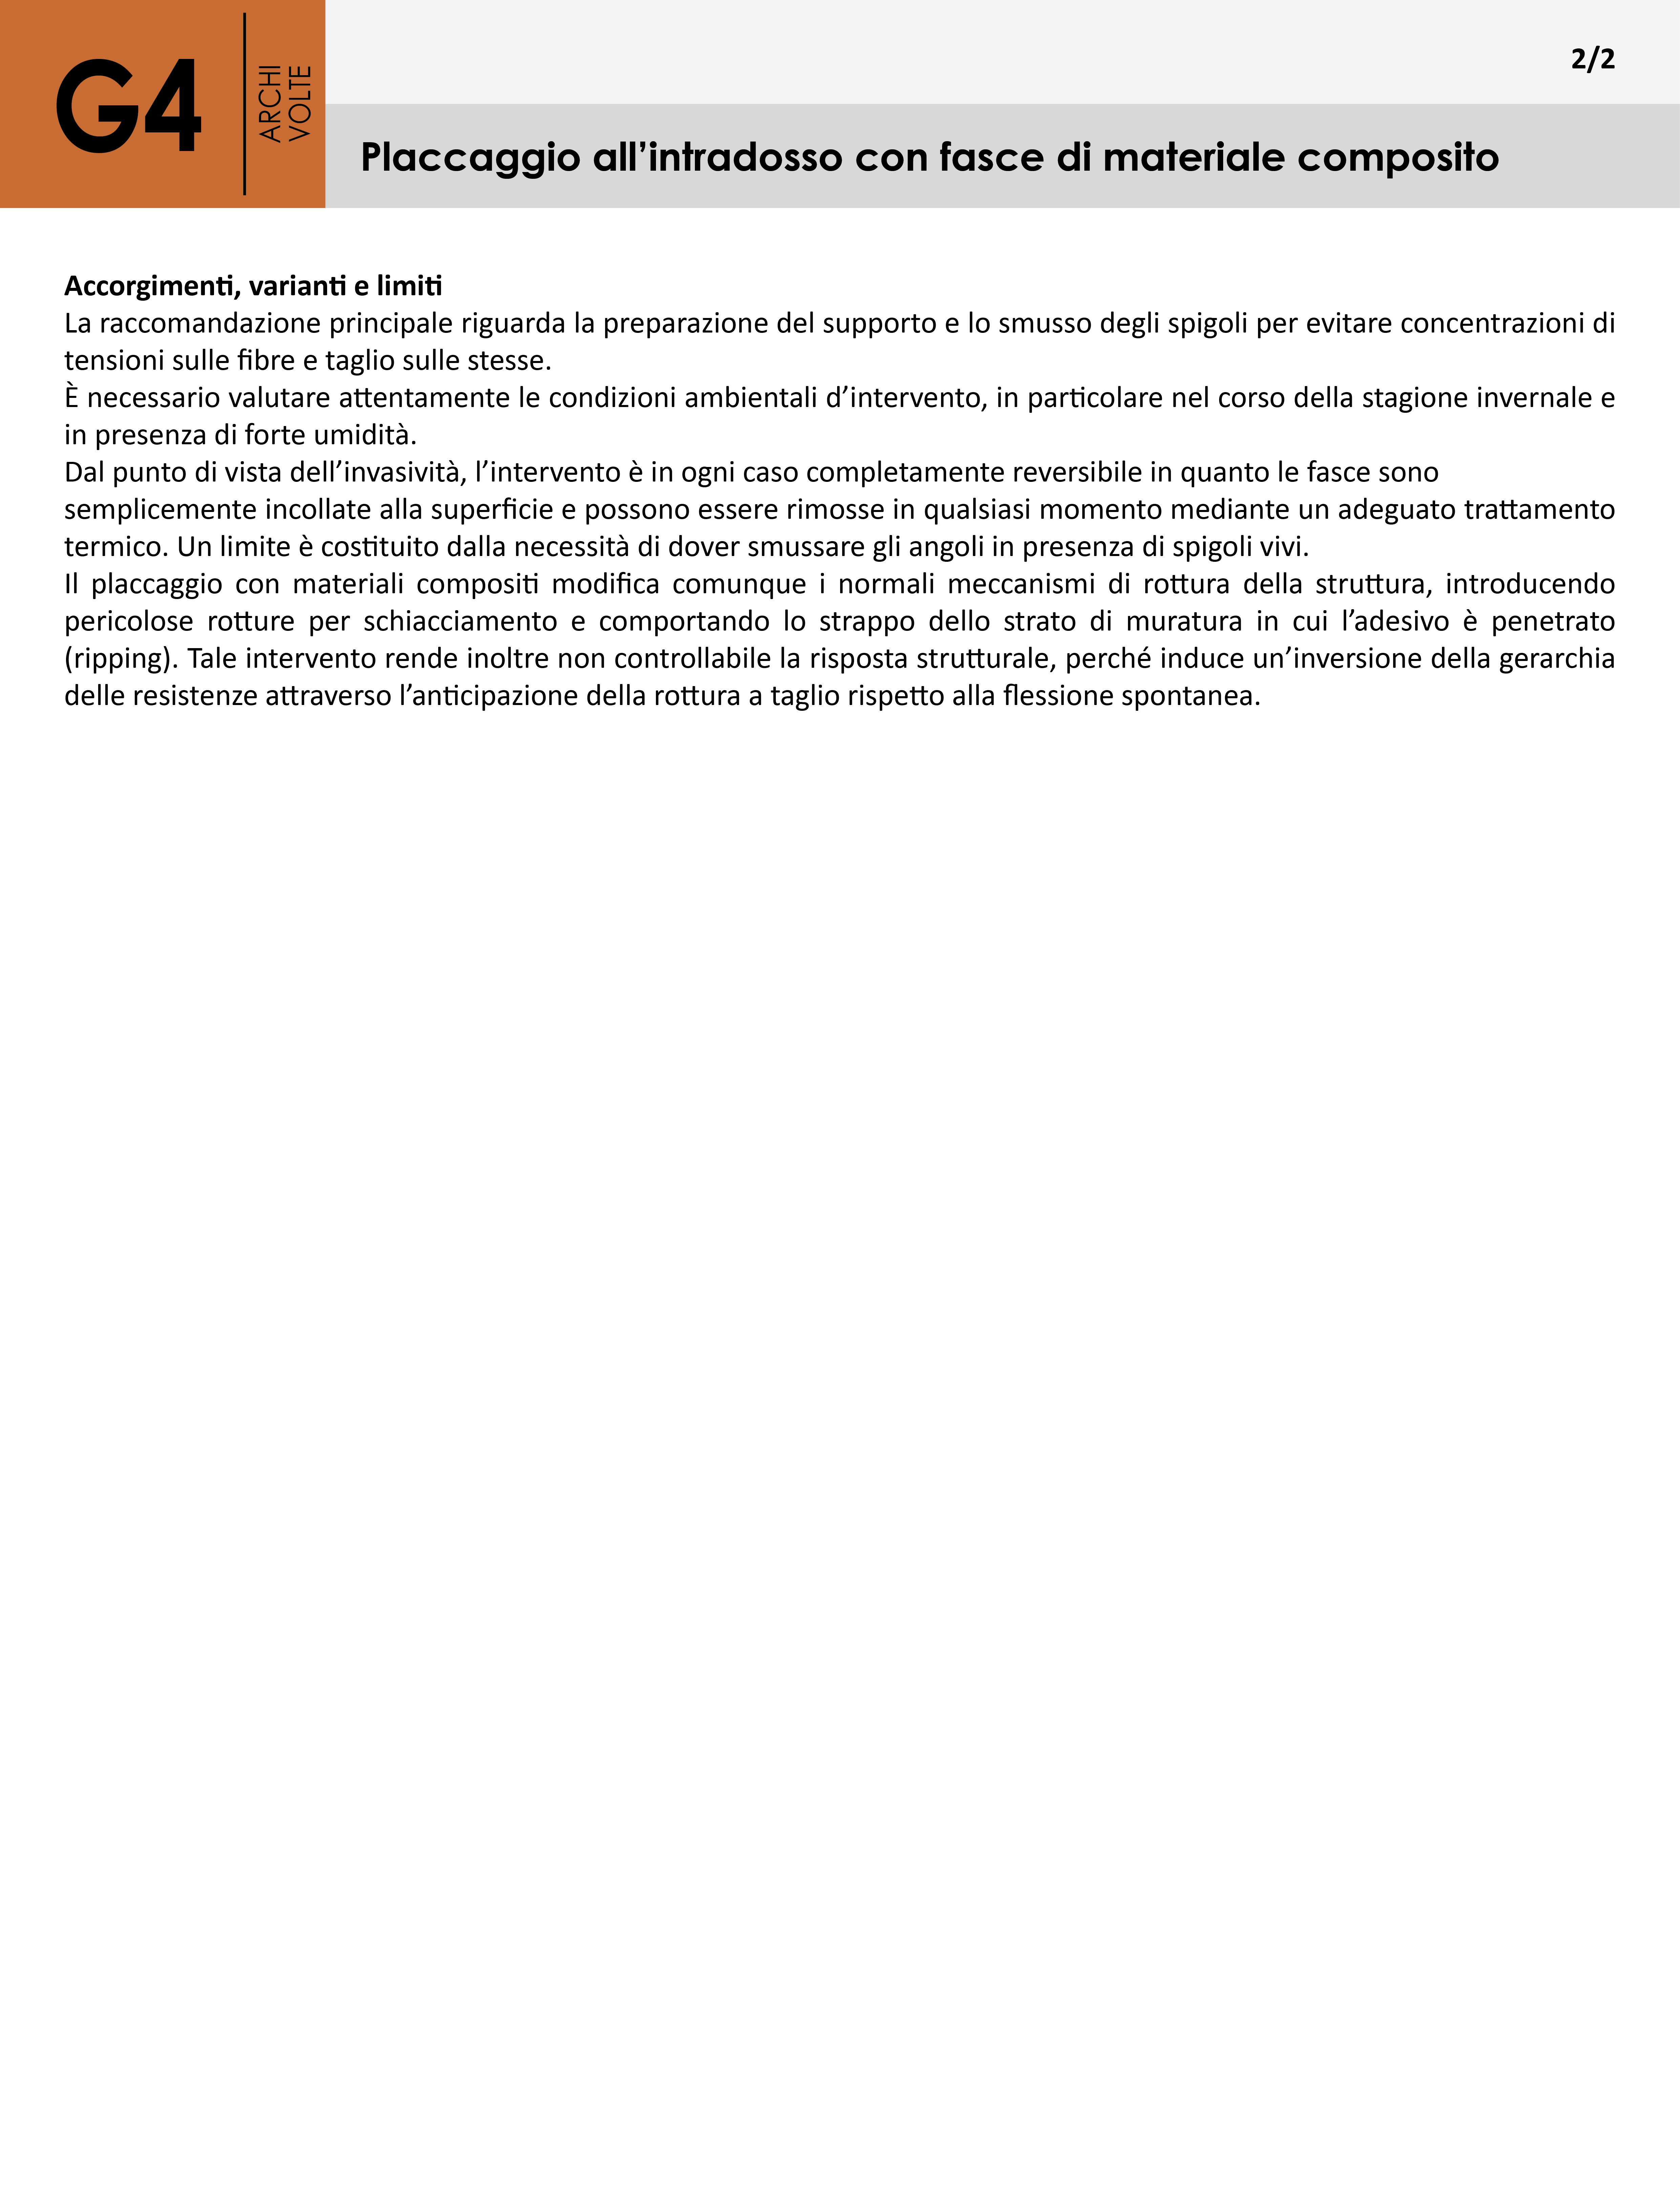 G4
ARCHI
VOLTE
2/2
Placcaggio all’intradosso con fasce di materiale composito
Accorgimenti, varianti e limiti
La raccomandazione principale riguarda la preparazione del supporto e lo smusso degli spigoli per evitare concentrazioni di
tensioni sulle fibre e taglio sulle stesse.
È necessario valutare attentamente le condizioni ambientali d’intervento, in particolare nel corso della stagione invernale e
in presenza di forte umidità.
Dal punto di vista dell’invasività, l’intervento è in ogni caso completamente reversibile in quanto le fasce sono
semplicemente incollate alla superficie e possono essere rimosse in qualsiasi momento mediante un adeguato trattamento
termico. Un limite è costituito dalla necessità di dover smussare gli angoli in presenza di spigoli vivi.
Il placcaggio con materiali compositi modifica comunque i normali meccanismi di rottura della struttura, introducendo
pericolose rotture per schiacciamento e comportando lo strappo dello strato di muratura in cui l’adesivo è penetrato
(ripping). Tale intervento rende inoltre non controllabile la risposta strutturale, perché induce un’inversione della gerarchia
delle resistenze attraverso l’anticipazione della rottura a taglio rispetto alla flessione spontanea.